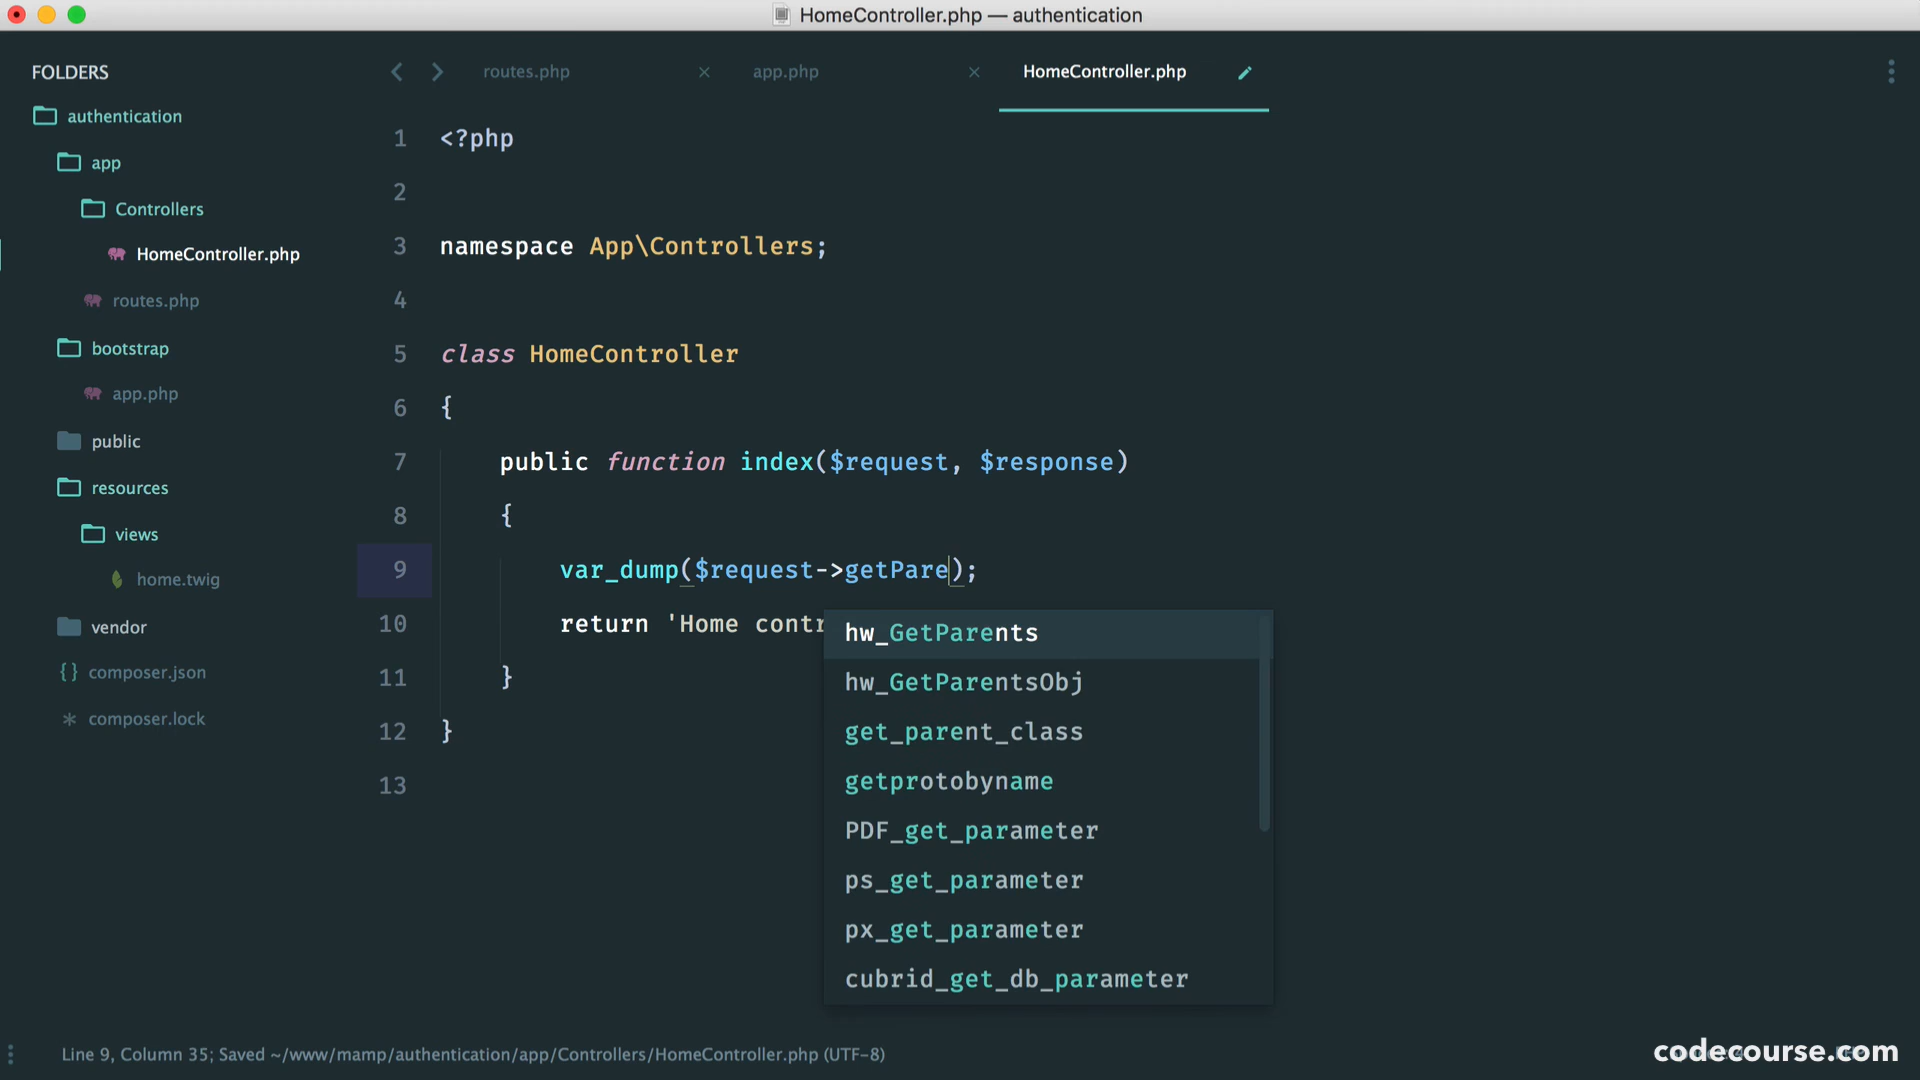 HomeController.php — authentication
FOLDERS
authentication
app
Controllers
HomeController.php
routes.php
bootstrap
app.php
public
resources
views
home.twig
vendor
{} composer.json
* composer.lock
routes.php × app.php × HomeController.php
1 <?php
2
3 namespace App\Controllers;
4
5 class HomeController
6 {
7 public function index($request, $response)
8 {
9 var_dump($request->getPare);
10 return 'Home contr
11 }
12 }
13
hw_GetParents
hw_GetParentsObj
get_parent_class
getprotobyname
PDF_get_parameter
ps_get_parameter
px_get_parameter
cubrid_get_db_parameter
Line 9, Column 35; Saved ~/www/mamp/authentication/app/Controllers/HomeController.php (UTF-8)
codecourse.com